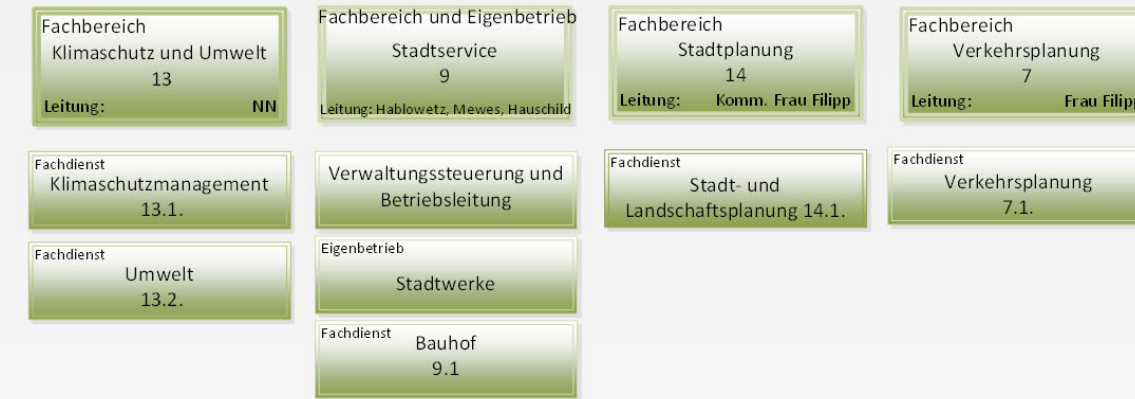 Fachbereich
Klimaschutz und Umwelt
13
Leitung: NN
Fachbereich und Eigenbetrieb
Stadtservice
9
Leitung: Hablowetz, Mewes, Hauschild
Fachbereich
Stadtplanung
14
Leitung: Komm. Frau Filipp
Fachbereich
Verkehrsplanung
7
Leitung: Frau Filipp
Fachdienst
Klimaschutzmanagement
13.1.
Fachdienst
Umwelt
13.2.
Verwaltungssteuerung und
Betriebsleitung
Eigenbetrieb
Stadtwerke
Fachdienst
Bauhof
9.1
Fachdienst
Stadt- und
Landschaftsplanung 14.1.
Fachdienst
Verkehrsplanung
7.1.